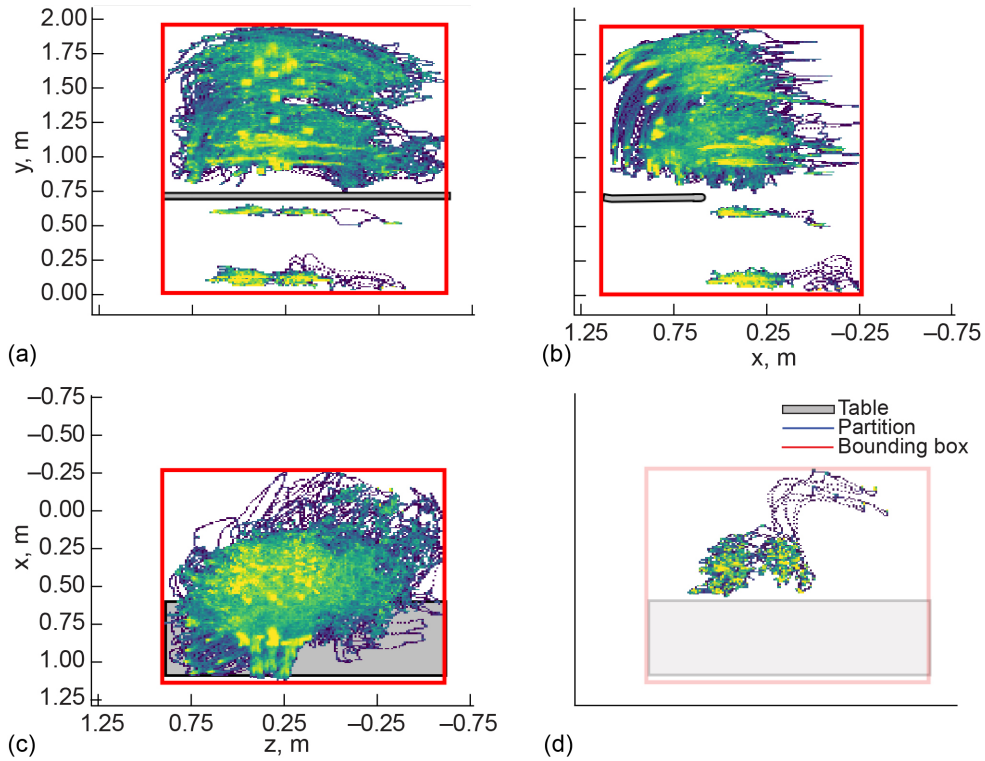 2.00
1.75
1.50
1.25
1.00
0.75
0.50
0.25
0.00
y, m
(a)
(b)
1.25 0.75 0.25 –0.25 –0.75
x, m
–0.75
–0.50
–0.25
0.00
0.25
0.50
0.75
1.00
1.25
x, m
1.25 0.75 0.25 –0.25 –0.75
z, m
(c)
Table
Partition
Bounding box
(d)